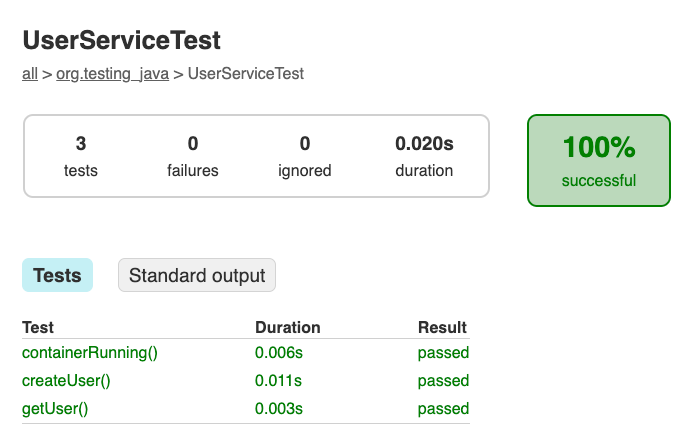 UserServiceTest
all > org.testing_java > UserServiceTest
3 0 0 0.020s
tests failures ignored duration
100%
successful
Tests Standard output
Test Duration Result
containerRunning() 0.006s passed
createUser() 0.011s passed
getUser() 0.003s passed